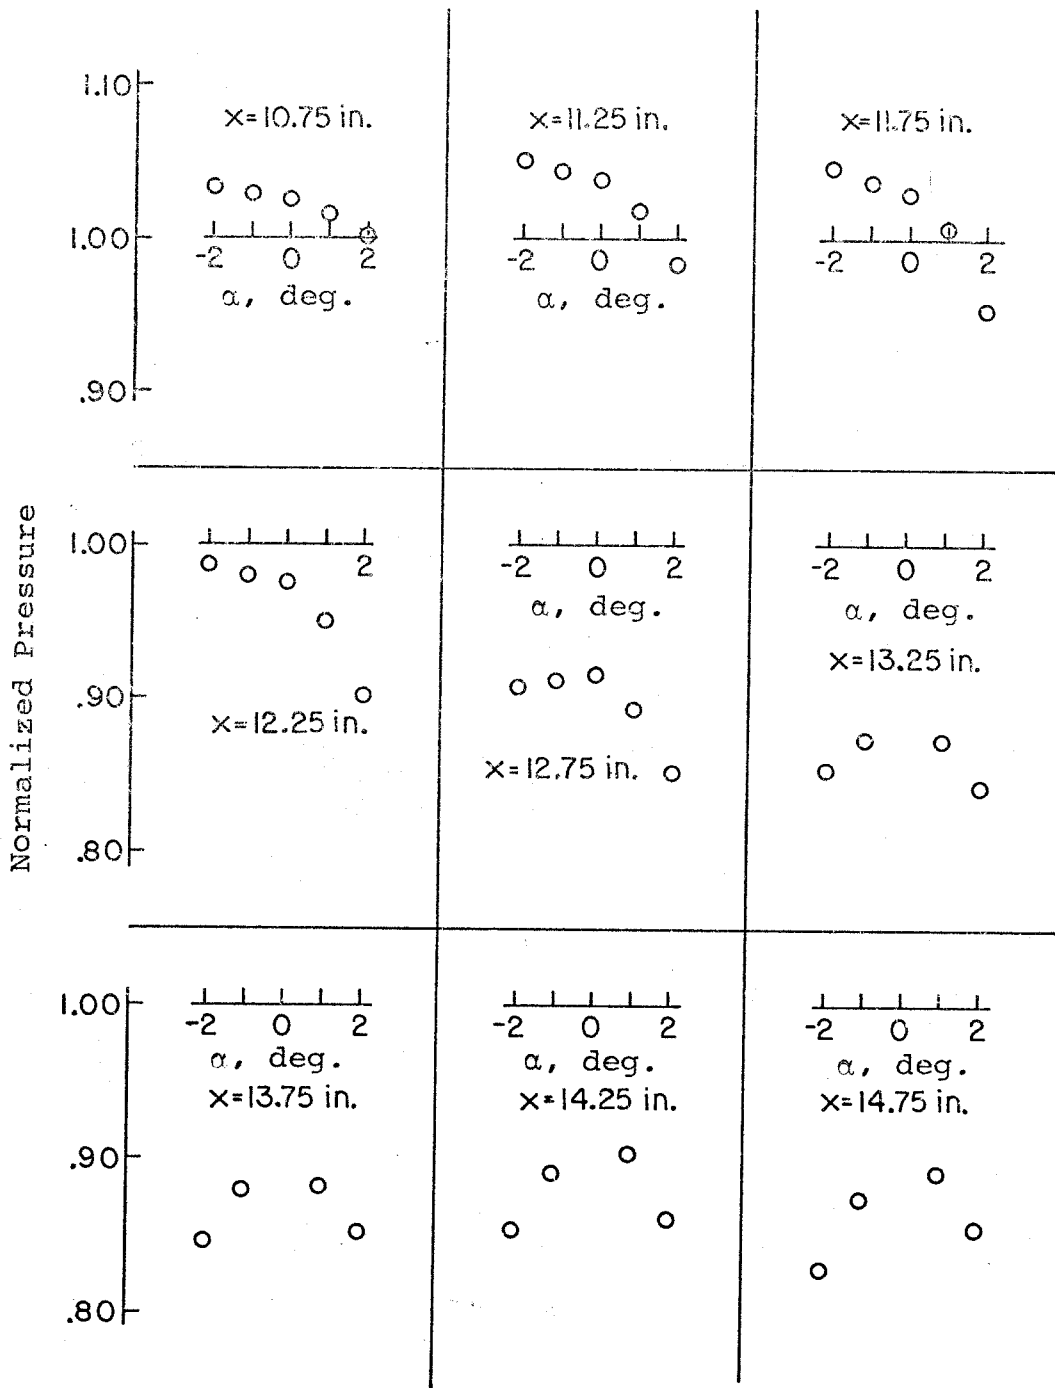 Normalized Pressure
1.10
1.00
.90
x=10.75 in.
-2 0 2
α, deg.
x=11.25 in.
-2 0 2
α, deg.
x=11.75 in.
-2 0 2
1.00
.90
.80
2
x=12.25 in.
-2 0 2
α, deg.
x=12.75 in.
-2 0 2
α, deg.
x=13.25 in.
1.00
.90
.80
-2 0 2
α, deg.
x=13.75 in.
-2 0 2
α, deg.
x=14.25 in.
-2 0 2
α, deg.
x=14.75 in.